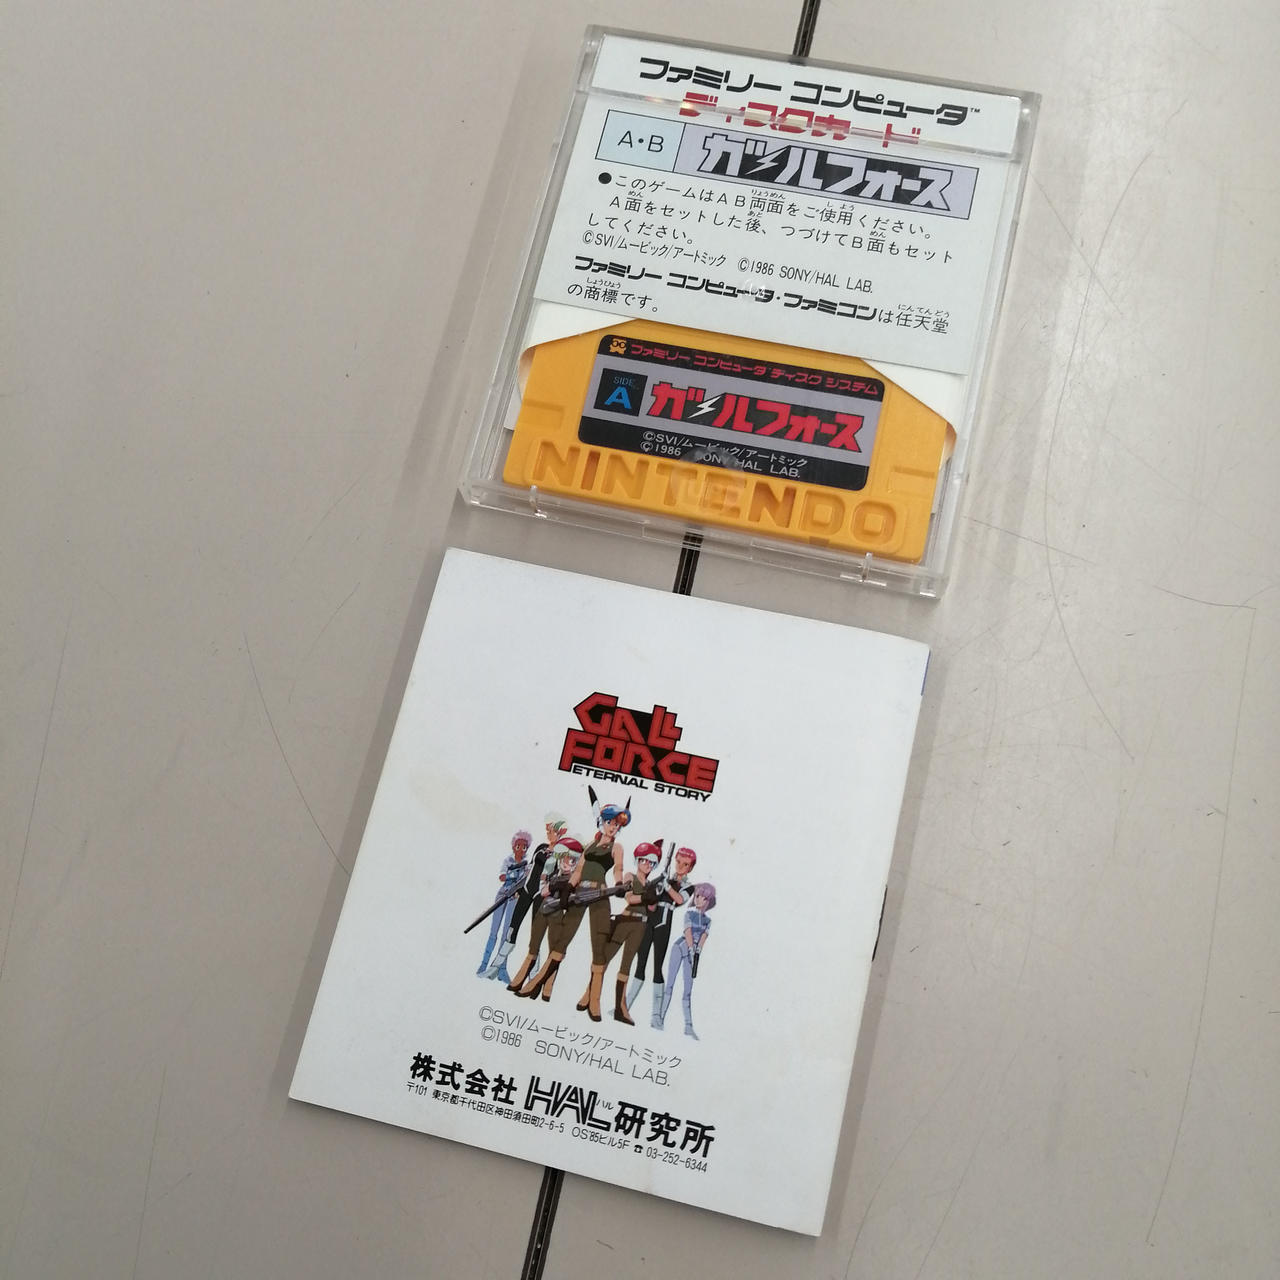 ファミリー コンピュータ™
ディスクカード
A・B
ガルフォース
●このゲームはAB両面をご使用ください。
A面をセットした後、つづけてB面もセット
してください。
©SVI/ムービック/アートミック ©1986 SONY/HAL LAB.
ファミリー コンピュータ・ファミコンは任天堂
の商標です。
ファミリー コンピュータ ディスク システム
SIDE
A
ガルフォース
©SVI/ムービック/アートミック
©1986 SONY/HAL LAB.
NINTENDO
GALL
FORCE
ETERNAL STORY
©SVI/ムービック/アートミック
©1986 SONY/HAL LAB.
株式会社 HAL研究所
〒101 東京都千代田区神田須田町2-6-5 OS'85ビル5F ☎ 03-252-6344